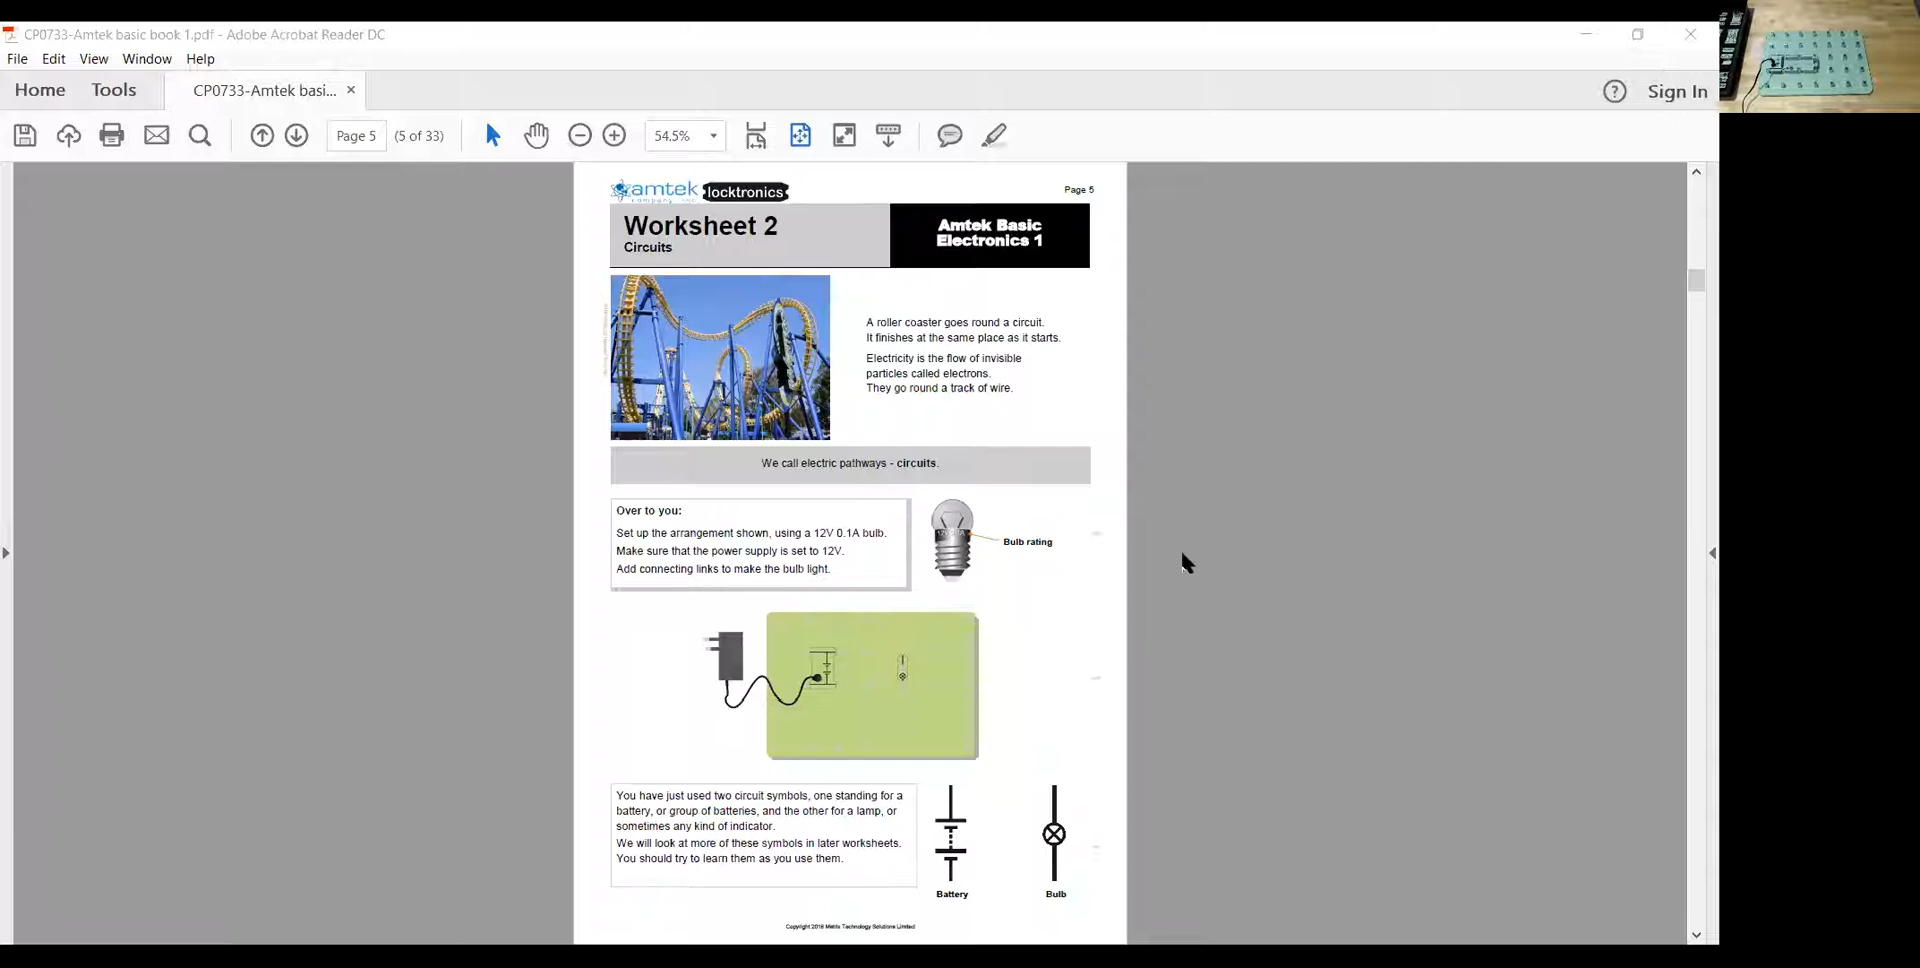 CP0733-Amtek basic book 1.pdf - Adobe Acrobat Reader DC
File Edit View Window Help
Home Tools CP0733-Amtek basi... × Sign In
Page 5 (5 of 33) 54.5%
amtek locktronics Page 5
company, inc.
Worksheet 2
Circuits
Amtek Basic
Electronics 1
A roller coaster goes round a circuit.
It finishes at the same place as it starts.
Electricity is the flow of invisible
particles called electrons.
They go round a track of wire.
We call electric pathways - circuits.
Over to you:
Set up the arrangement shown, using a 12V 0.1A bulb.
Make sure that the power supply is set to 12V.
Add connecting links to make the bulb light.
Bulb rating
You have just used two circuit symbols, one standing for a
battery, or group of batteries, and the other for a lamp, or
sometimes any kind of indicator.
We will look at more of these symbols in later worksheets.
You should try to learn them as you use them.
Battery Bulb
Copyright 2018 Matrix Technology Solutions Limited